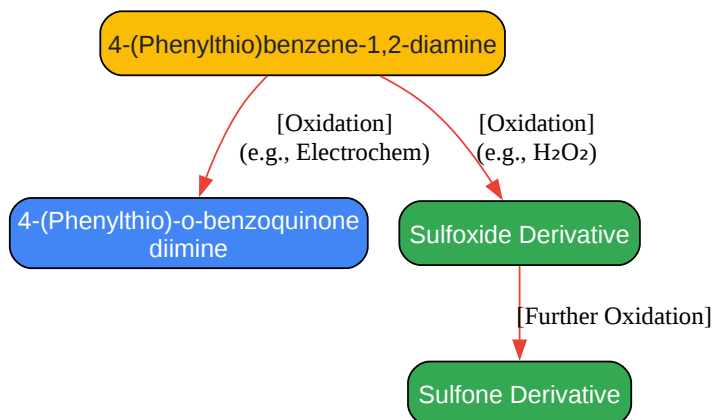 4-(Phenylthio)benzene-1,2-diamine
[Oxidation]
(e.g., Electrochem)
[Oxidation]
(e.g., H₂O₂)
4-(Phenylthio)-o-benzoquinone
diimine
Sulfoxide Derivative
[Further Oxidation]
Sulfone Derivative